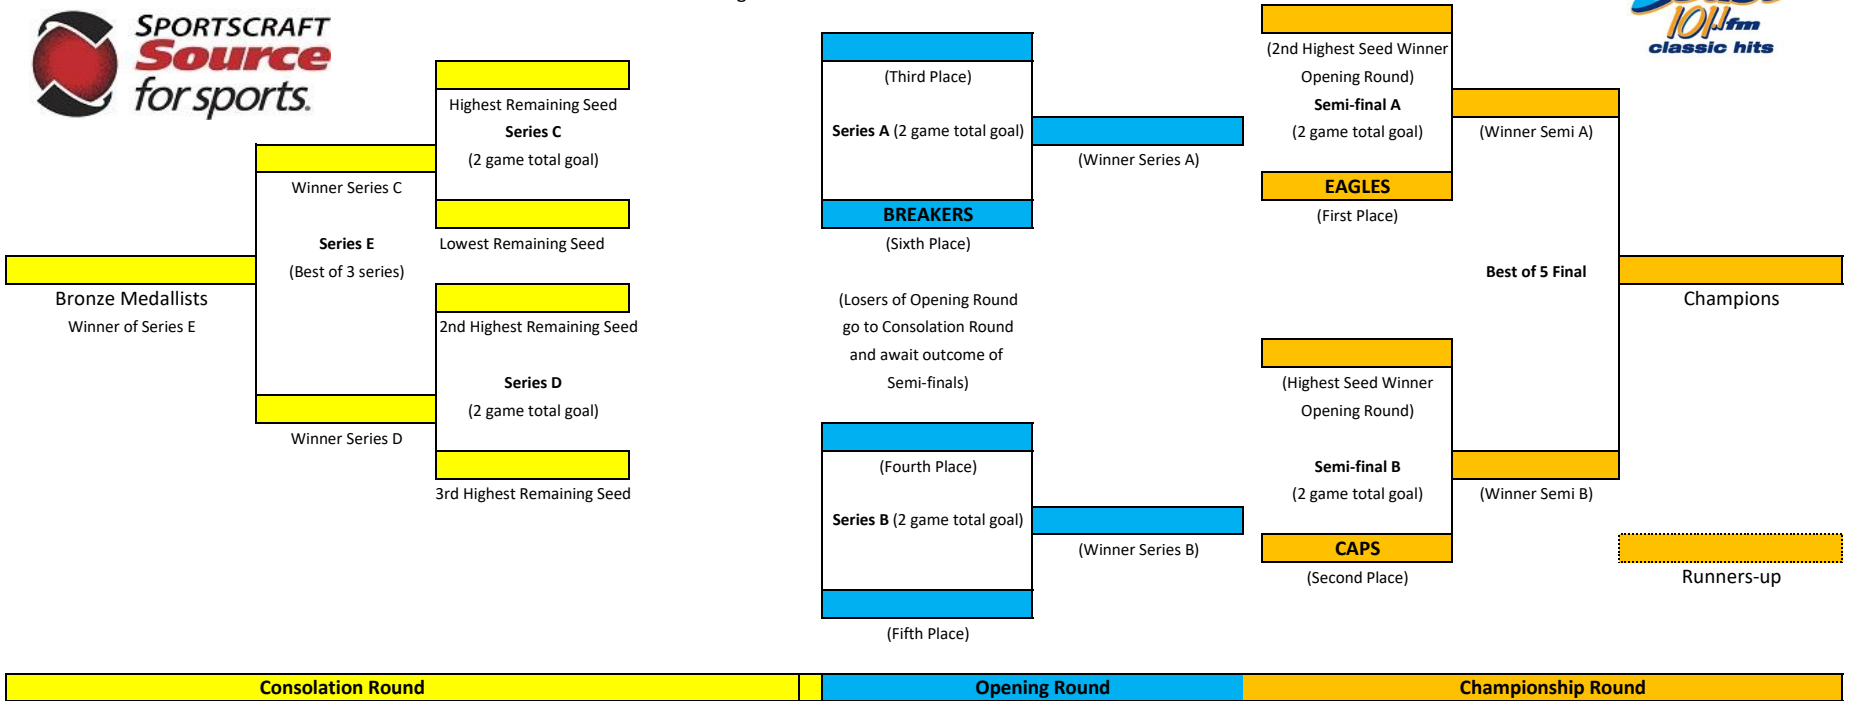 SPORTSCRAFT
Source
for sports.
Highest Remaining Seed
Series C
(2 game total goal)
Winner Series C
Lowest Remaining Seed
Series E
(Best of 3 series)
Bronze Medallists
Winner of Series E
2nd Highest Remaining Seed
Series D
(2 game total goal)
Winner Series D
3rd Highest Remaining Seed
(Third Place)
Series A (2 game total goal)
(Winner Series A)
BREAKERS
(Sixth Place)
(Losers of Opening Round
go to Consolation Round
and await outcome of
Semi-finals)
(Fourth Place)
Series B (2 game total goal)
(Winner Series B)
(Fifth Place)
101.1fm
classic hits
(2nd Highest Seed Winner
Opening Round)
Semi-final A
(2 game total goal)
(Winner Semi A)
EAGLES
(First Place)
Best of 5 Final
Champions
(Highest Seed Winner
Opening Round)
Semi-final B
(2 game total goal)
(Winner Semi B)
CAPS
(Second Place)
Runners-up
Consolation Round
Opening Round
Championship Round